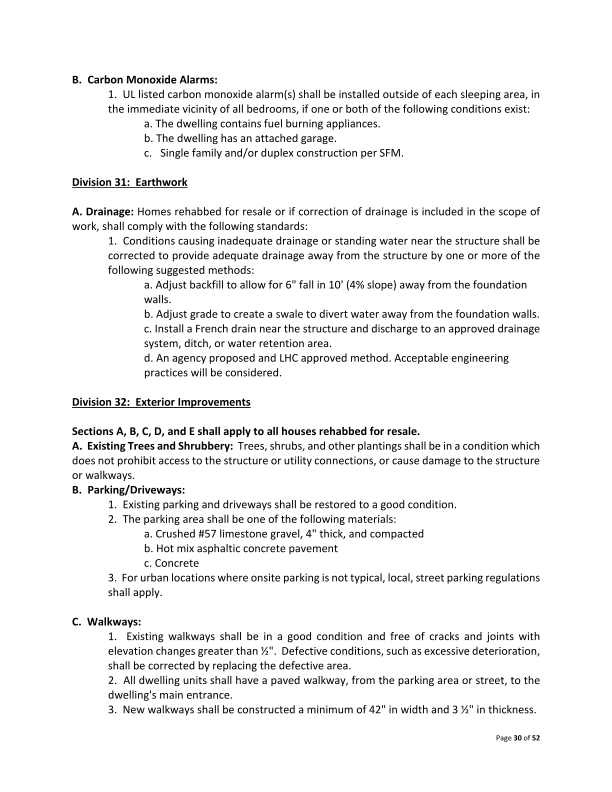 B. Carbon Monoxide Alarms:
1. UL listed carbon monoxide alarm(s) shall be installed outside of each sleeping area, in
the immediate vicinity of all bedrooms, if one or both of the following conditions exist:
a. The dwelling contains fuel burning appliances.
b. The dwelling has an attached garage.
c. Single family and/or duplex construction per SFM.
Division 31: Earthwork
A. Drainage: Homes rehabbed for resale or if correction of drainage is included in the scope of
work, shall comply with the following standards:
1. Conditions causing inadequate drainage or standing water near the structure shall be
corrected to provide adequate drainage away from the structure by one or more of the
following suggested methods:
a. Adjust backfill to allow for 6" fall in 10' (4% slope) away from the foundation
walls.
b. Adjust grade to create a swale to divert water away from the foundation walls.
c. Install a French drain near the structure and discharge to an approved drainage
system, ditch, or water retention area.
d. An agency proposed and LHC approved method. Acceptable engineering
practices will be considered.
Division 32: Exterior Improvements
Sections A, B, C, D, and E shall apply to all houses rehabbed for resale.
A. Existing Trees and Shrubbery: Trees, shrubs, and other plantings shall be in a condition which
does not prohibit access to the structure or utility connections, or cause damage to the structure
or walkways.
B. Parking/Driveways:
1. Existing parking and driveways shall be restored to a good condition.
2. The parking area shall be one of the following materials:
a. Crushed #57 limestone gravel, 4" thick, and compacted
b. Hot mix asphaltic concrete pavement
c. Concrete
3. For urban locations where onsite parking is not typical, local, street parking regulations
shall apply.
C. Walkways:
1. Existing walkways shall be in a good condition and free of cracks and joints with
elevation changes greater than ½". Defective conditions, such as excessive deterioration,
shall be corrected by replacing the defective area.
2. All dwelling units shall have a paved walkway, from the parking area or street, to the
dwelling's main entrance.
3. New walkways shall be constructed a minimum of 42" in width and 3 ½" in thickness.
Page 30 of 52